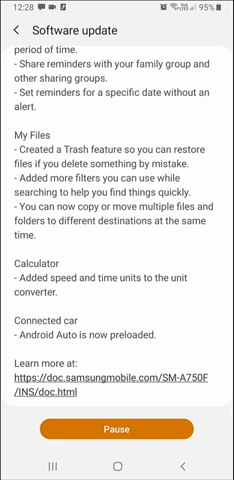 12:28
95%
Software update
period of time.
- Share reminders with your family group and
other sharing groups.
- Set reminders for a specific date without an
alert.
My Files
- Created a Trash feature so you can restore
files if you delete something by mistake.
- Added more filters you can use while
searching to help you find things quickly.
- You can now copy or move multiple files and
folders to different destinations at the same
time.
Calculator
- Added speed and time units to the unit
converter.
Connected car
- Android Auto is now preloaded.
Learn more at:
https://doc.samsungmobile.com/SM-A750F
/INS/doc.html
Pause